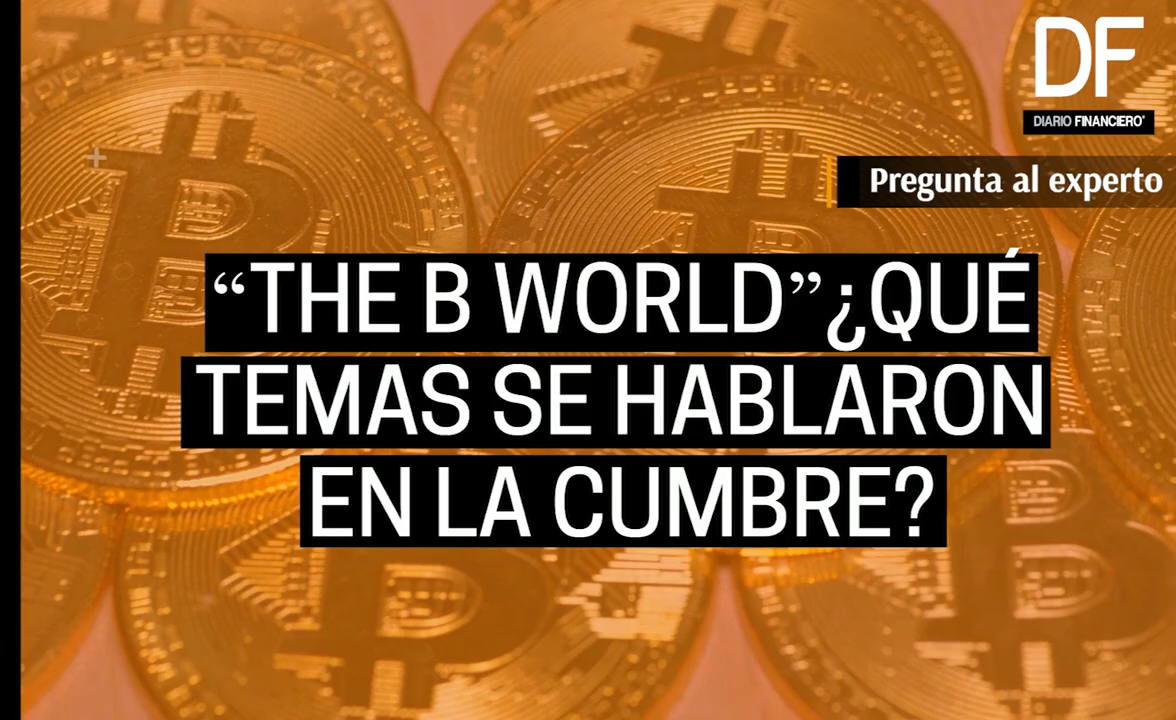 DF
DIARIO FINANCIERO®
Pregunta al experto
“THE B WORLD”¿QUÉ
TEMAS SE HABLARON
EN LA CUMBRE?